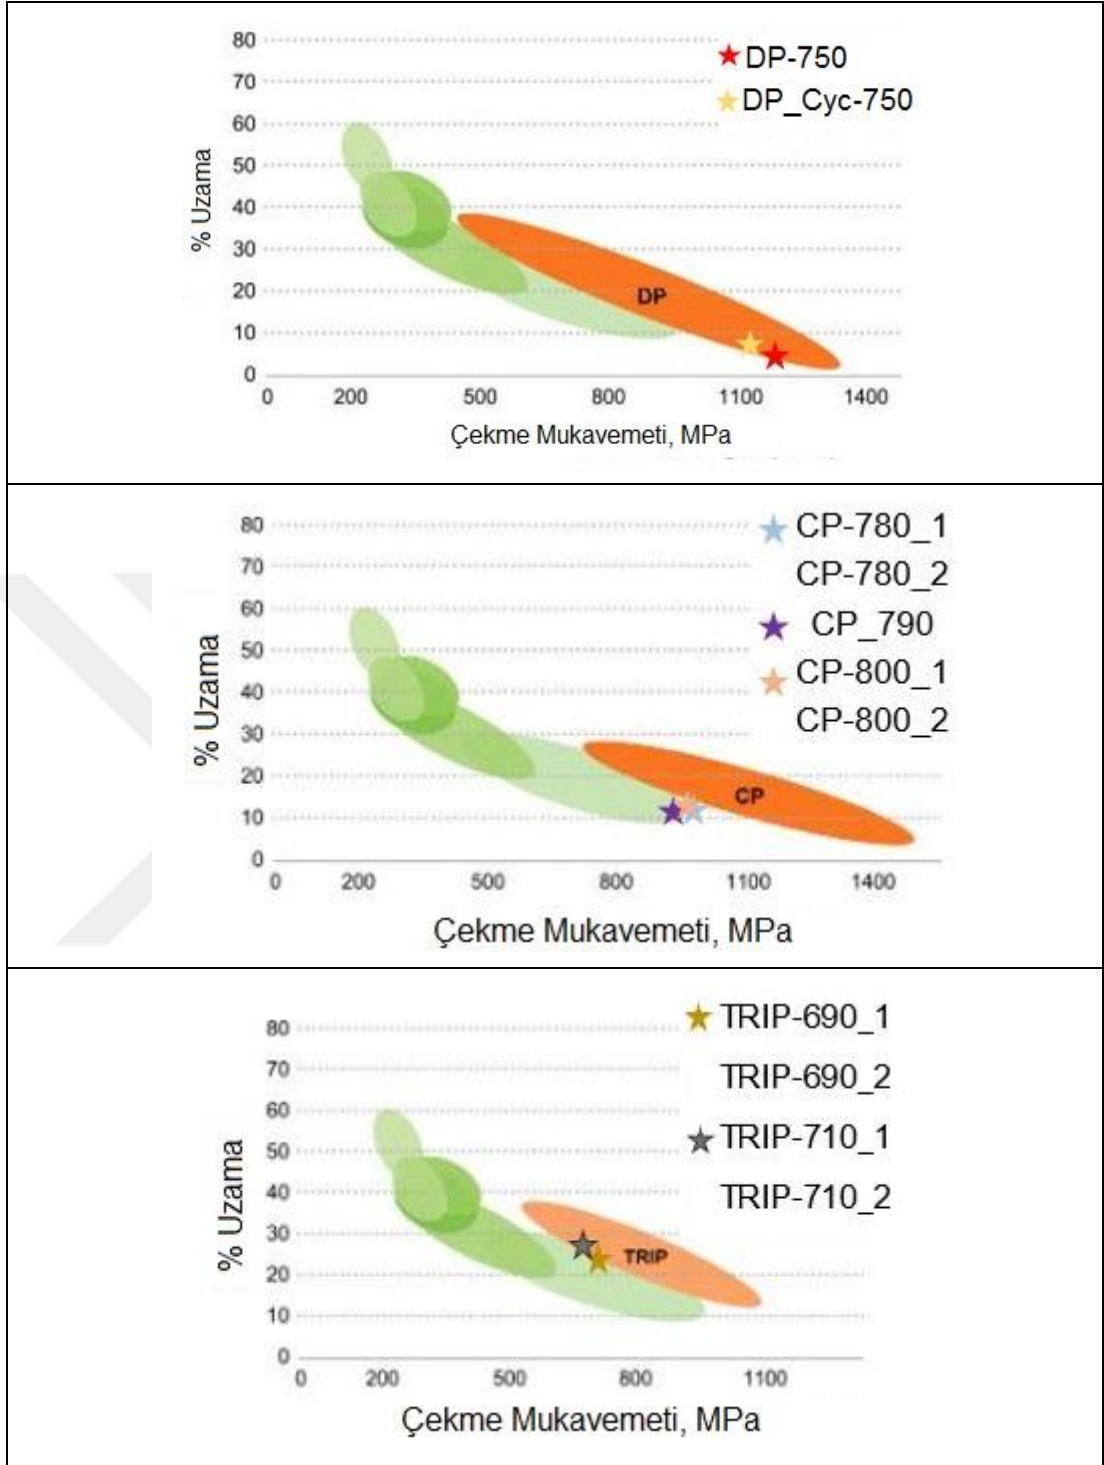 80
70
60
50
40
30
20
10
0
% Uzama
DP-750
DP_Cyc-750
DP
0 200 500 800 1100 1400
Çekme Mukavemeti, MPa
80
70
60
50
40
30
20
10
0
% Uzama
CP-780_1
CP-780_2
CP_790
CP-800_1
CP-800_2
CP
0 200 500 800 1100 1400
Çekme Mukavemeti, MPa
80
70
60
50
40
30
20
10
0
% Uzama
TRIP-690_1
TRIP-690_2
TRIP-710_1
TRIP-710_2
TRIP
0 200 500 800 1100
Çekme Mukavemeti, MPa